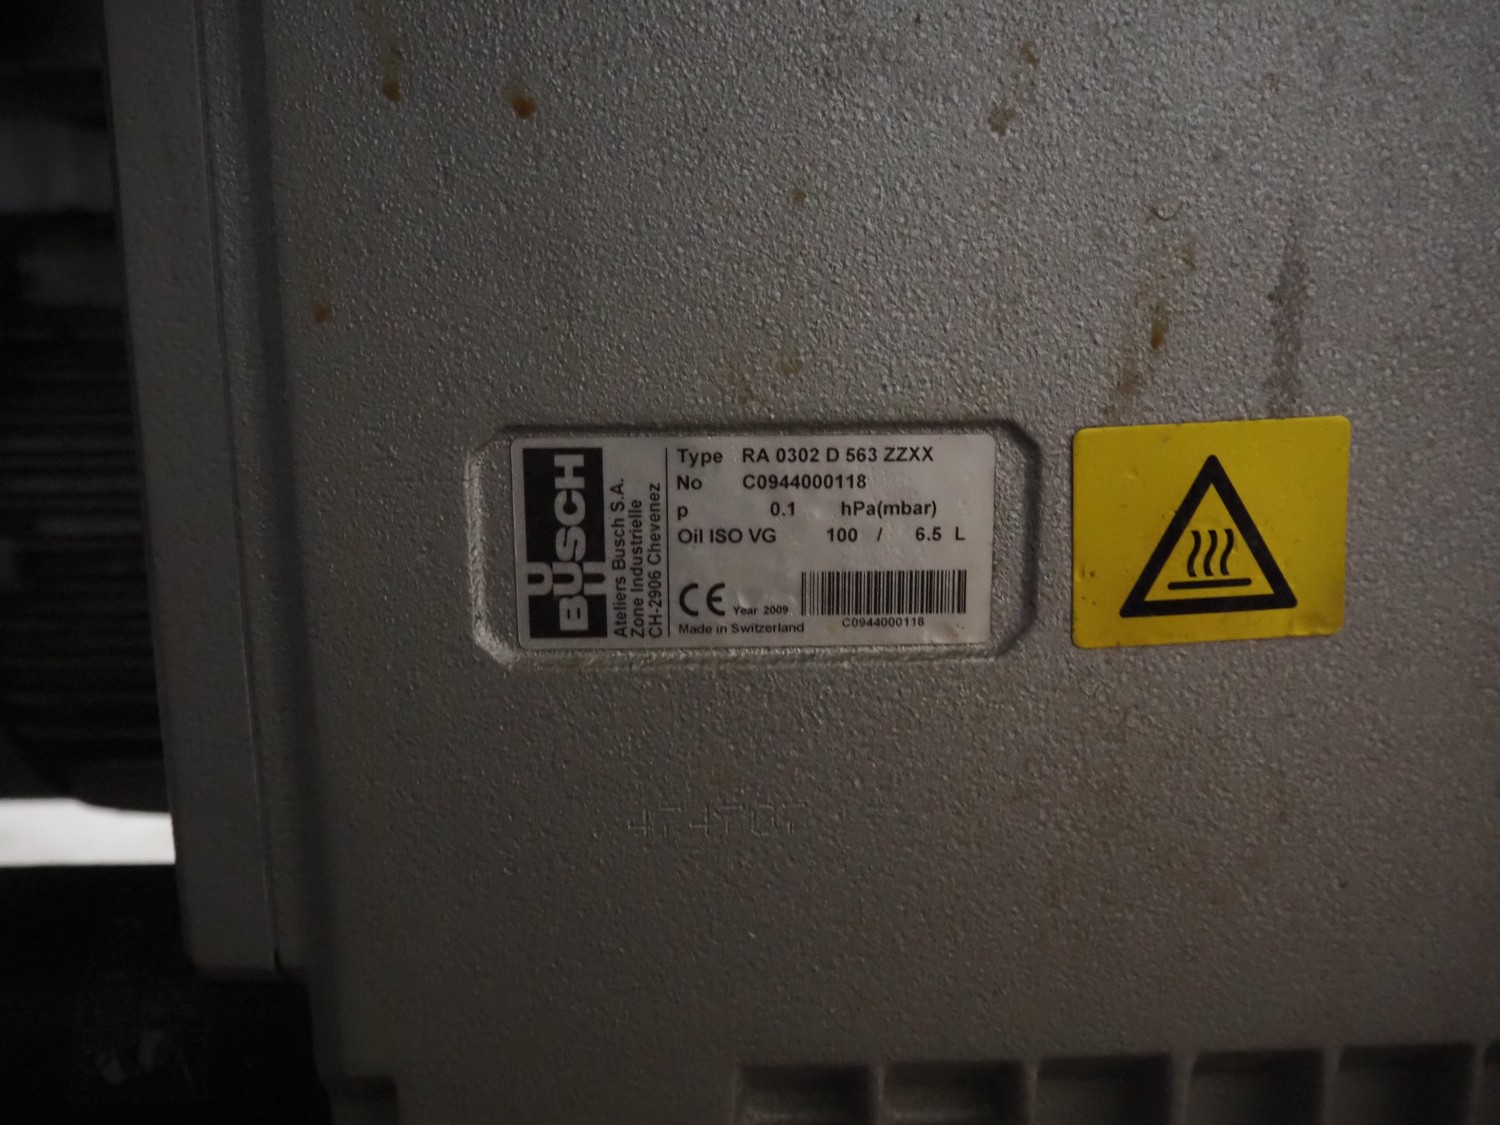 BUSCH
Ateliers Busch S.A.
Zone Industrielle
CH-2906 Chevenez
Type RA 0302 D 563 ZZXX
No C0944000118
p 0.1 hPa(mbar)
Oil ISO VG 100 / 6.5 L
CE Year 2009
Made in Switzerland
C0944000118